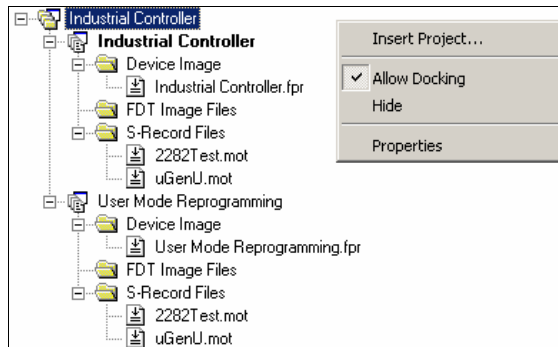 Industrial Controller
Industrial Controller
Device Image
Industrial Controller.fpr
FDT Image Files
S-Record Files
2282Test.mot
uGenU.mot
User Mode Reprogramming
Device Image
User Mode Reprogramming.fpr
FDT Image Files
S-Record Files
2282Test.mot
uGenU.mot
Insert Project...
Allow Docking
Hide
Properties